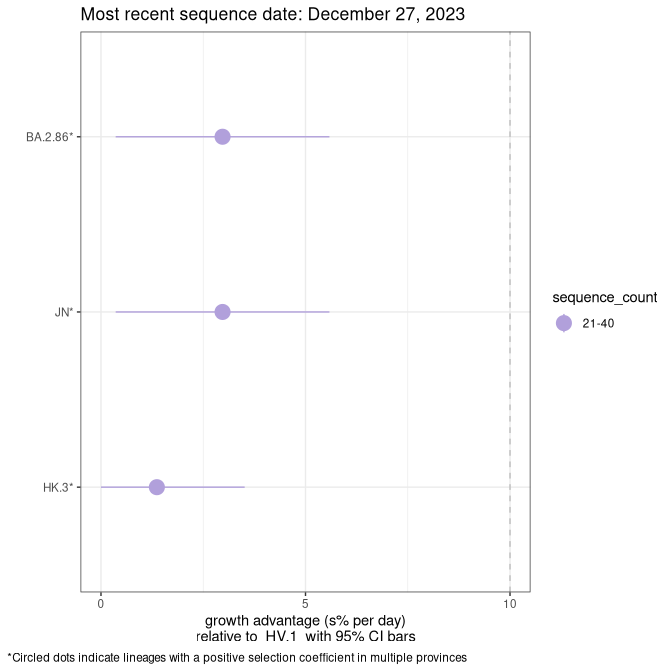 Most recent sequence date: December 27, 2023
BA.2.86*
JN*
HK.3*
0
5
10
growth advantage (s% per day)
relative to  HV.1  with 95% CI bars
sequence_count
21-40
*Circled dots indicate lineages with a positive selection coefficient in multiple provinces